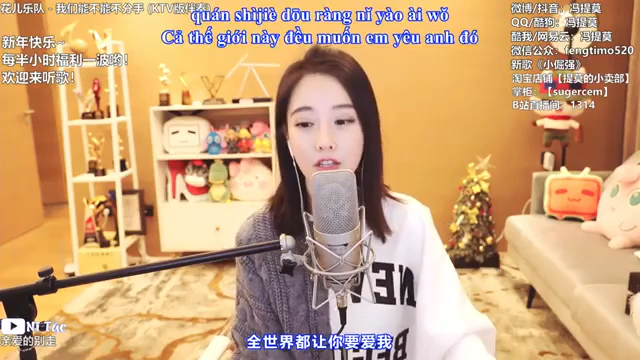 花儿乐队 - 我们能不能不分手 (KTV版伴奏)
quán shìjiè dōu ràng nǐ yào ài wǒ
Cả thế giới này đều muốn em yêu anh đó
新年快乐~
每半小时福利一波哟!
欢迎来听歌!
微博/抖音:冯提莫
QQ/酷狗:冯提莫
酷我/网易云:冯提莫
微信公众:fengtimo520
新歌《小倔强》
淘宝店铺【提莫的小卖部】
掌柜:【sugercem】
B站直播间:1314
Ni Tac
亲爱的别走
全世界都让你要爱我